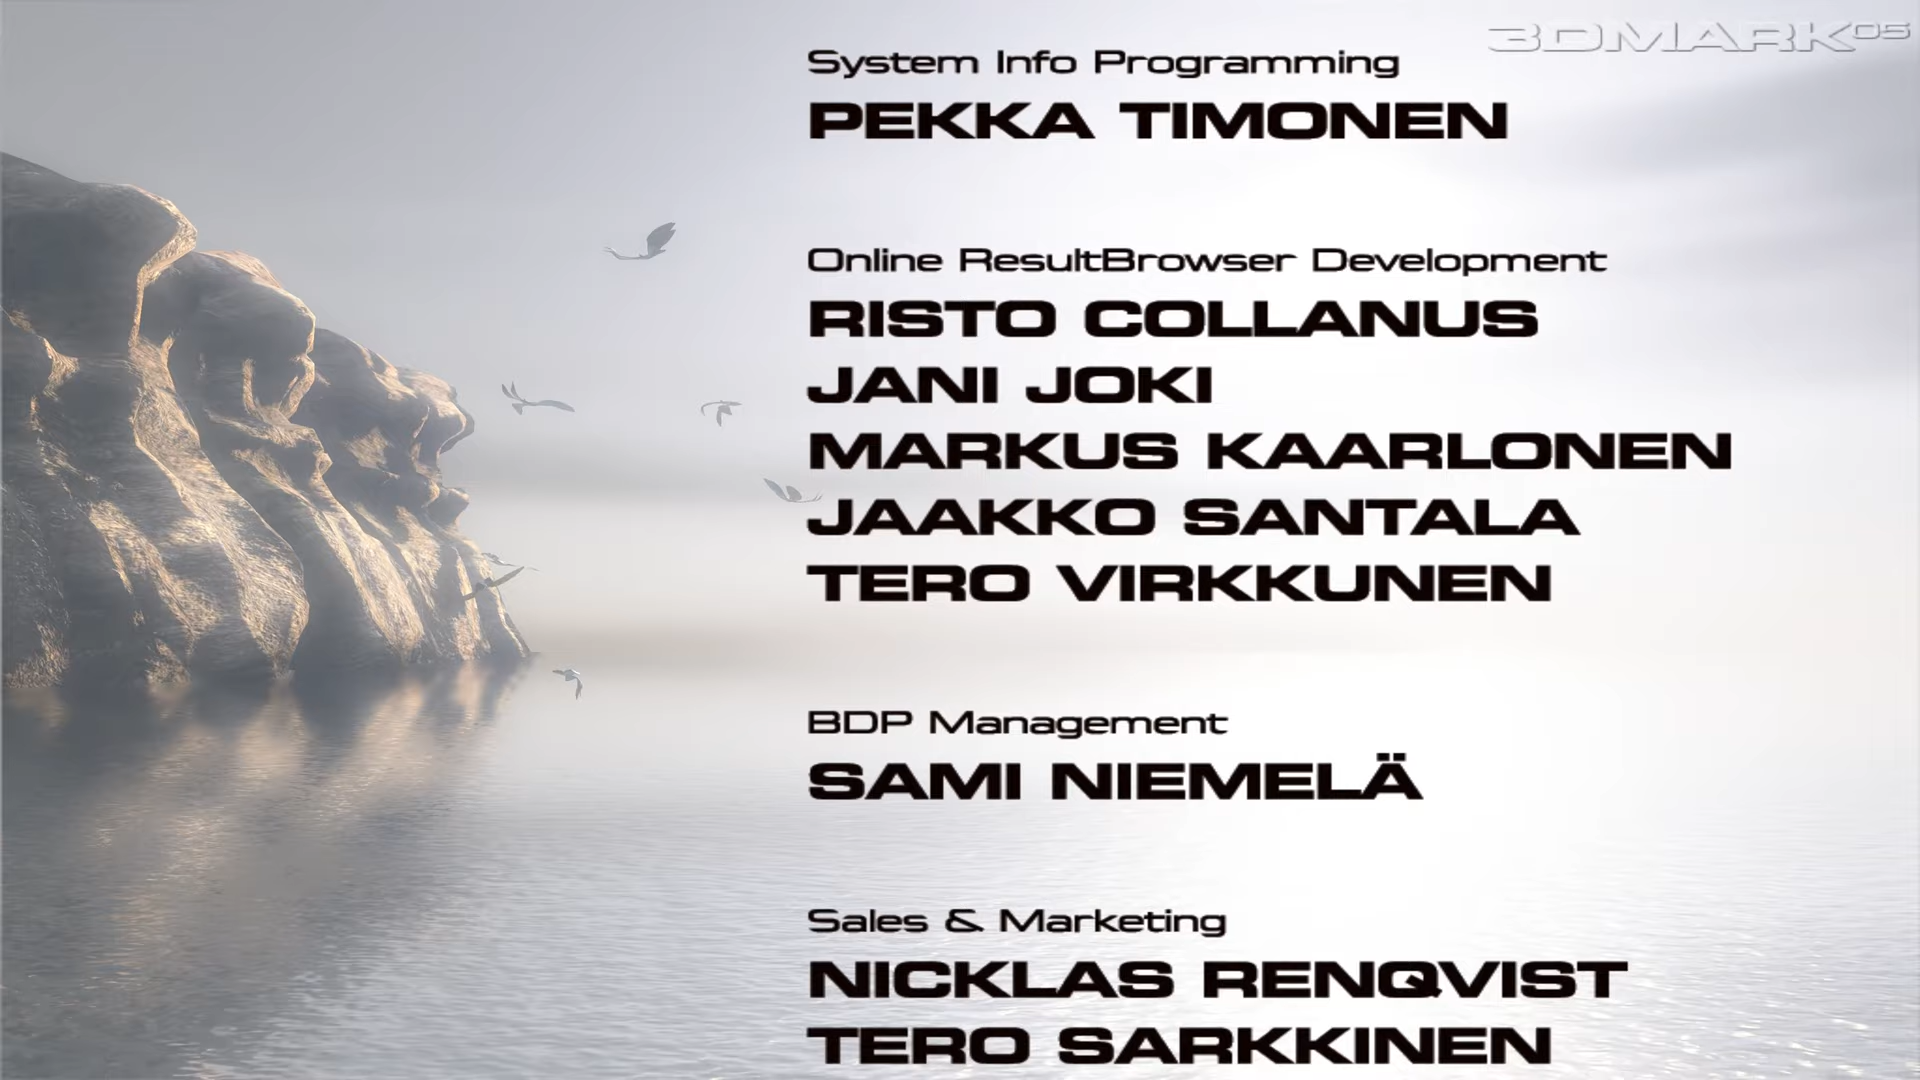 3DMARK05
System Info Programming
PEKKA TIMONEN
Online ResultBrowser Development
RISTO COLLANUS
JANI JOKI
MARKUS KAARLONEN
JAAKKO SANTALA
TERO VIRKKUNEN
BDP Management
SAMI NIEMELÄ
Sales & Marketing
NICKLAS RENQVIST
TERO SARKKINEN